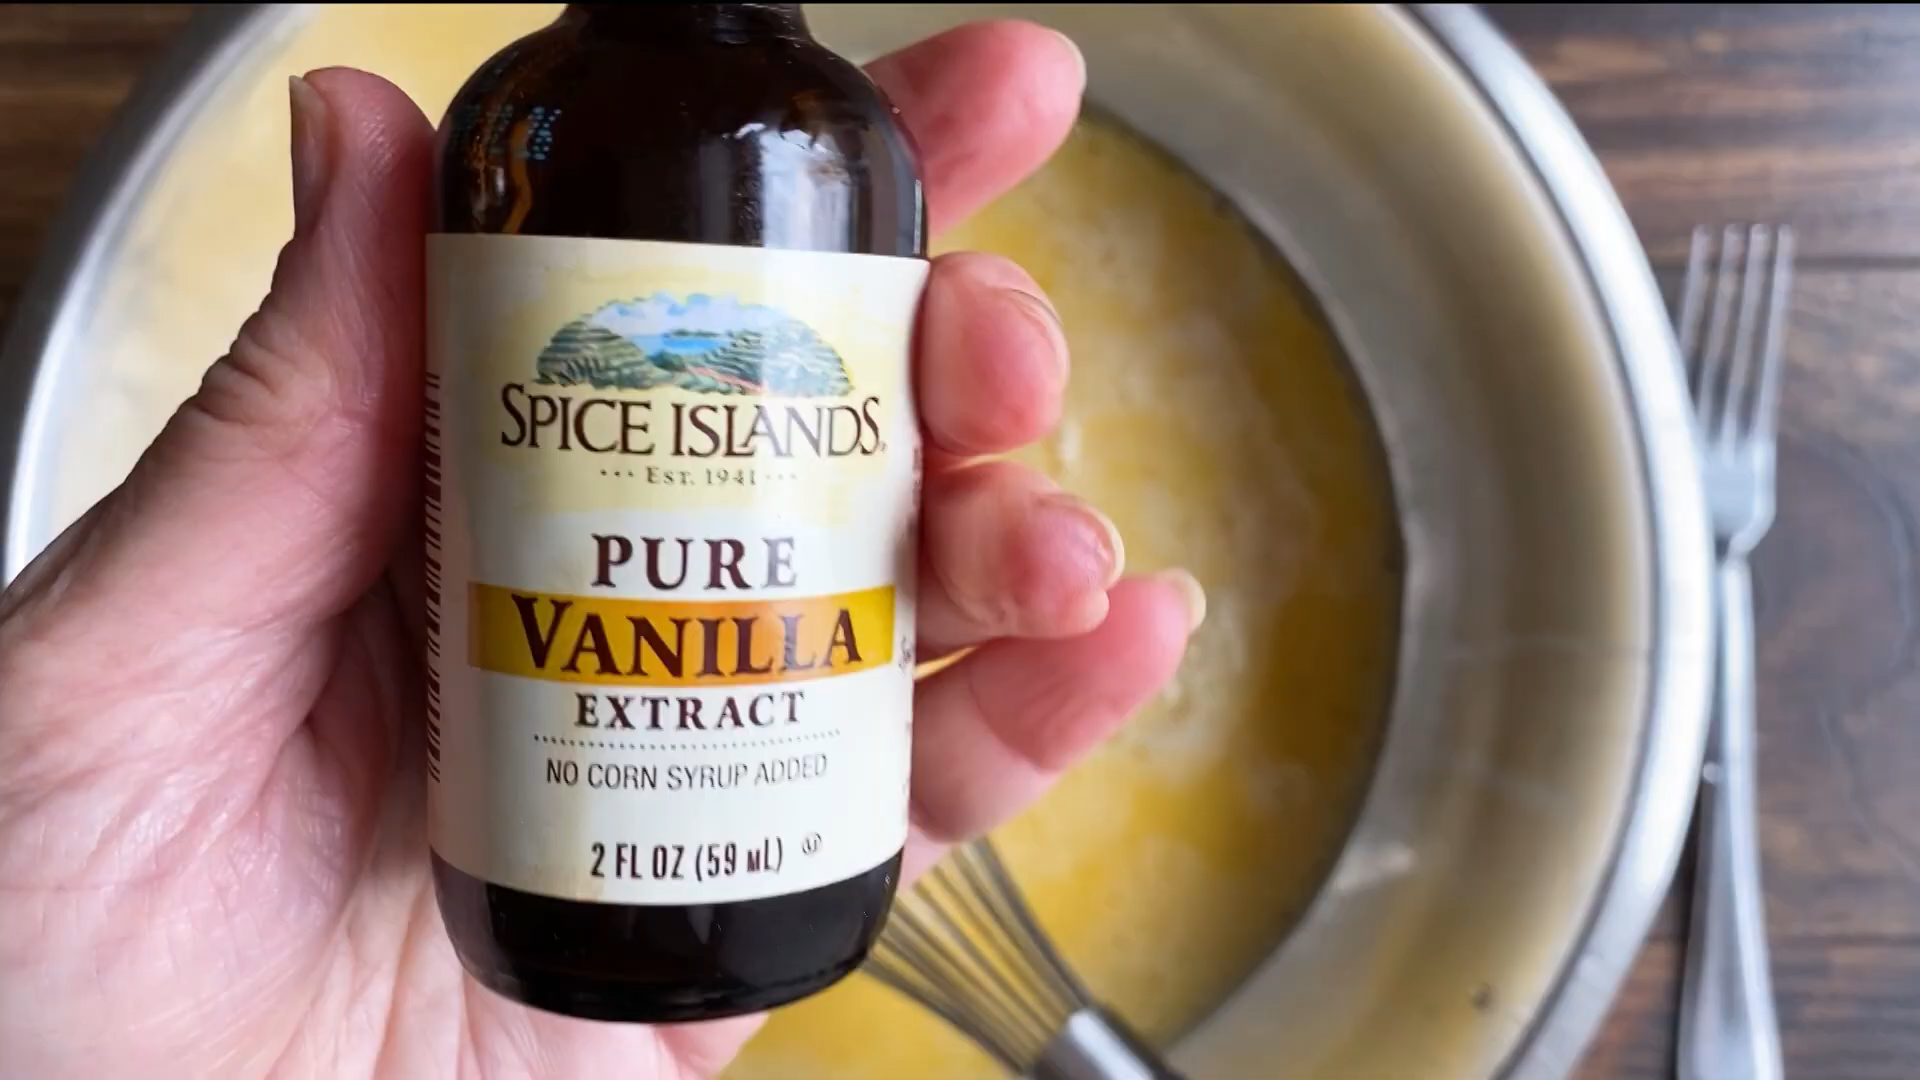 SPICE ISLANDS
••• EST. 1941 •••
PURE
VANILLA
EXTRACT
NO CORN SYRUP ADDED
2 FL OZ (59 mL) U